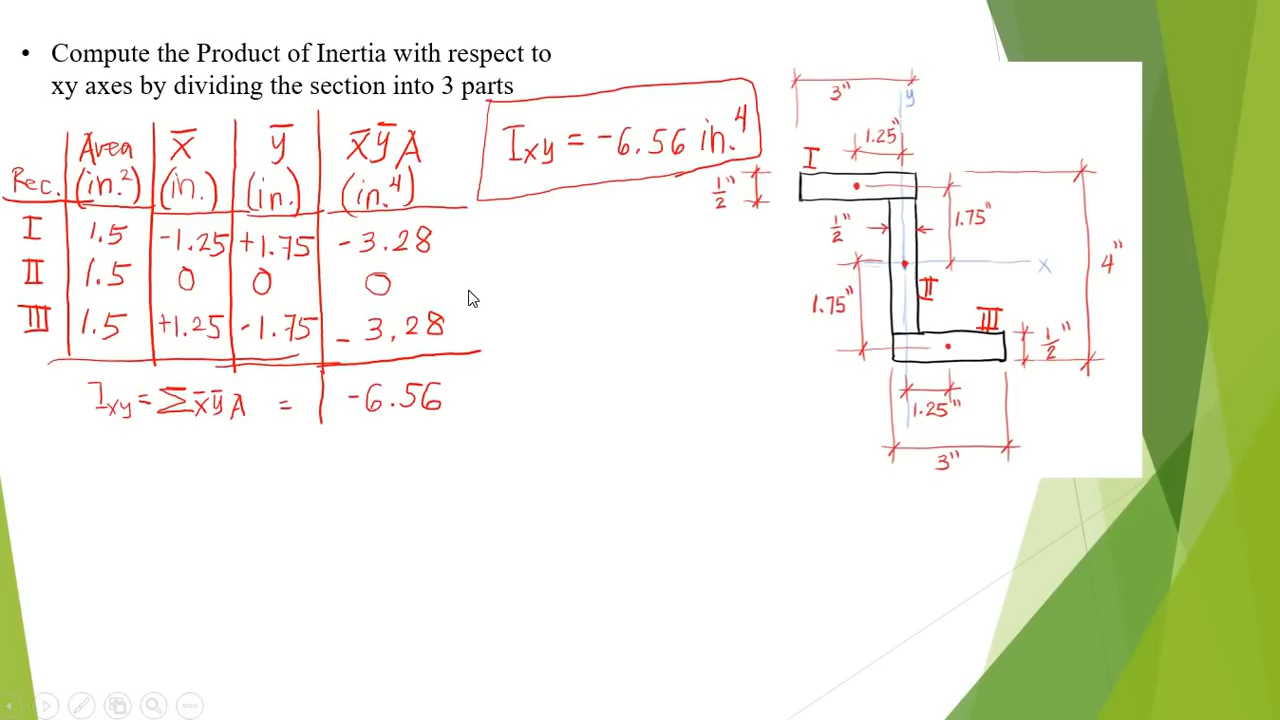 • Compute the Product of Inertia with respect to
xy axes by dividing the section into 3 parts
Rec. Area (in.²) x̄ (in.) ȳ (in.) x̄ȳA (in.⁴)
I 1.5 -1.25 +1.75 -3.28
II 1.5 0 0 0
III 1.5 +1.25 -1.75 -3.28
Ixy = Σx̄ȳA = -6.56
Ixy = -6.56 in.⁴
3"
y
1.25"
I
1/2"
1/2"
1.75"
x
4"
1.75"
II
III
1/2"
1.25"
3"